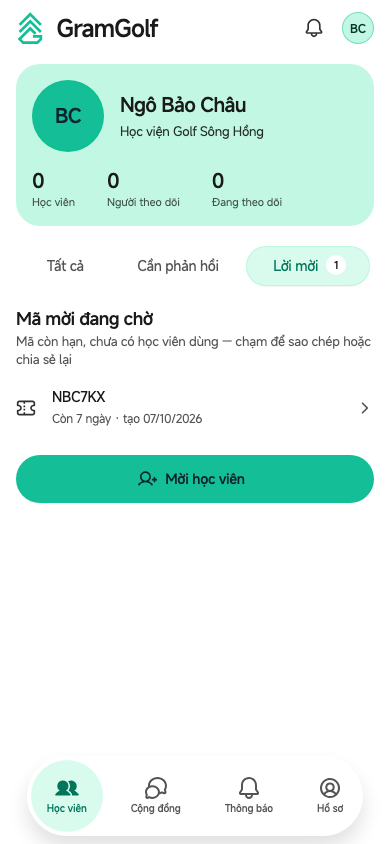 GramGolf
BC
BC
Ngô Bảo Châu
Học viện Golf Sông Hồng
0
Học viên
0
Người theo dõi
0
Đang theo dõi
Tất cả
Cần phản hồi
Lời mời 1
Mã mời đang chờ
Mã còn hạn, chưa có học viên dùng — chạm để sao chép hoặc
chia sẻ lại
NBC7KX
Còn 7 ngày · tạo 07/10/2026
Mời học viên
Học viên
Cộng đồng
Thông báo
Hồ sơ